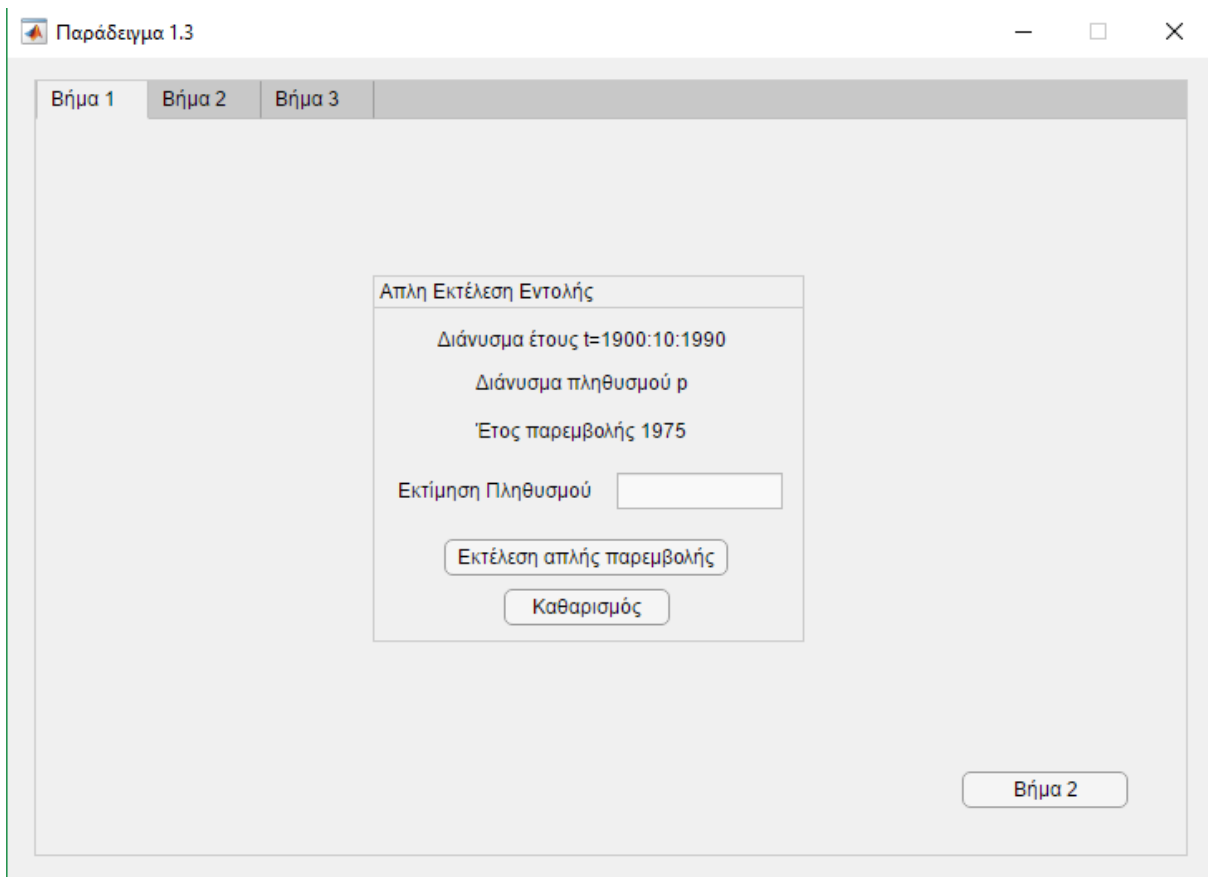 Παράδειγμα 1.3
Βήμα 1 Βήμα 2 Βήμα 3
Απλη Εκτέλεση Εντολής
Διάνυσμα έτους t=1900:10:1990
Διάνυσμα πληθυσμού p
Έτος παρεμβολής 1975
Εκτίμηση Πληθυσμού
Εκτέλεση απλής παρεμβολής
Καθαρισμός
Βήμα 2